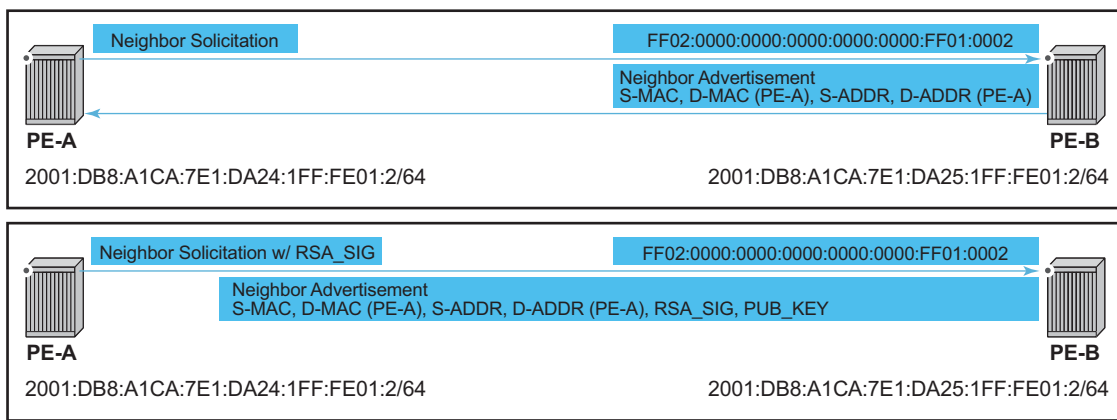 Neighbor Solicitation
FF02:0000:0000:0000:0000:0000:FF01:0002
Neighbor Advertisement
S-MAC, D-MAC (PE-A), S-ADDR, D-ADDR (PE-A)
PE-A
PE-B
2001:DB8:A1CA:7E1:DA24:1FF:FE01:2/64
2001:DB8:A1CA:7E1:DA25:1FF:FE01:2/64
Neighbor Solicitation w/ RSA_SIG
FF02:0000:0000:0000:0000:0000:FF01:0002
Neighbor Advertisement
S-MAC, D-MAC (PE-A), S-ADDR, D-ADDR (PE-A), RSA_SIG, PUB_KEY
PE-A
PE-B
2001:DB8:A1CA:7E1:DA24:1FF:FE01:2/64
2001:DB8:A1CA:7E1:DA25:1FF:FE01:2/64